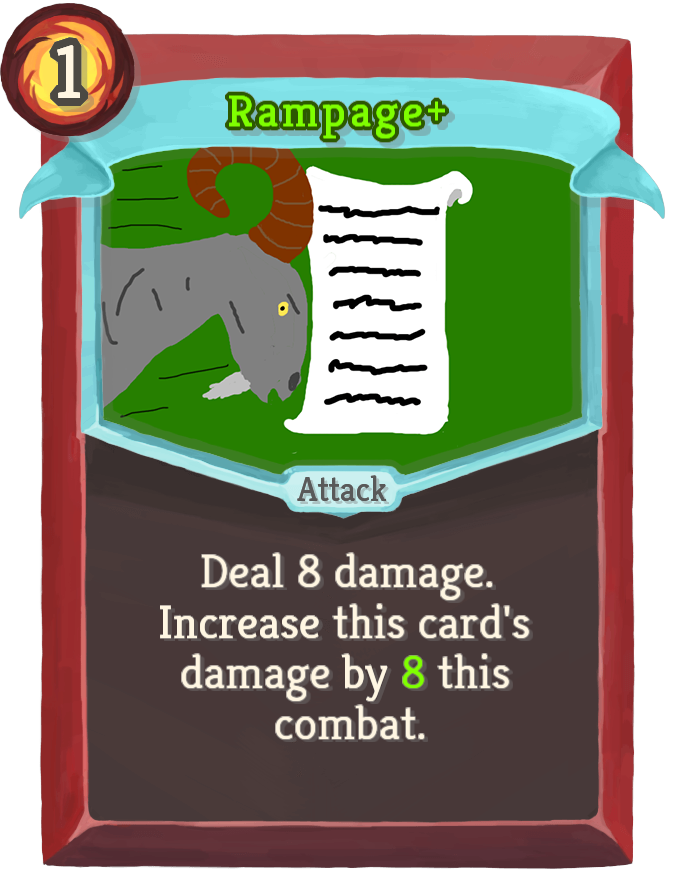 1
Rampage+
Attack
Deal 8 damage.
Increase this card's
damage by 8 this
combat.